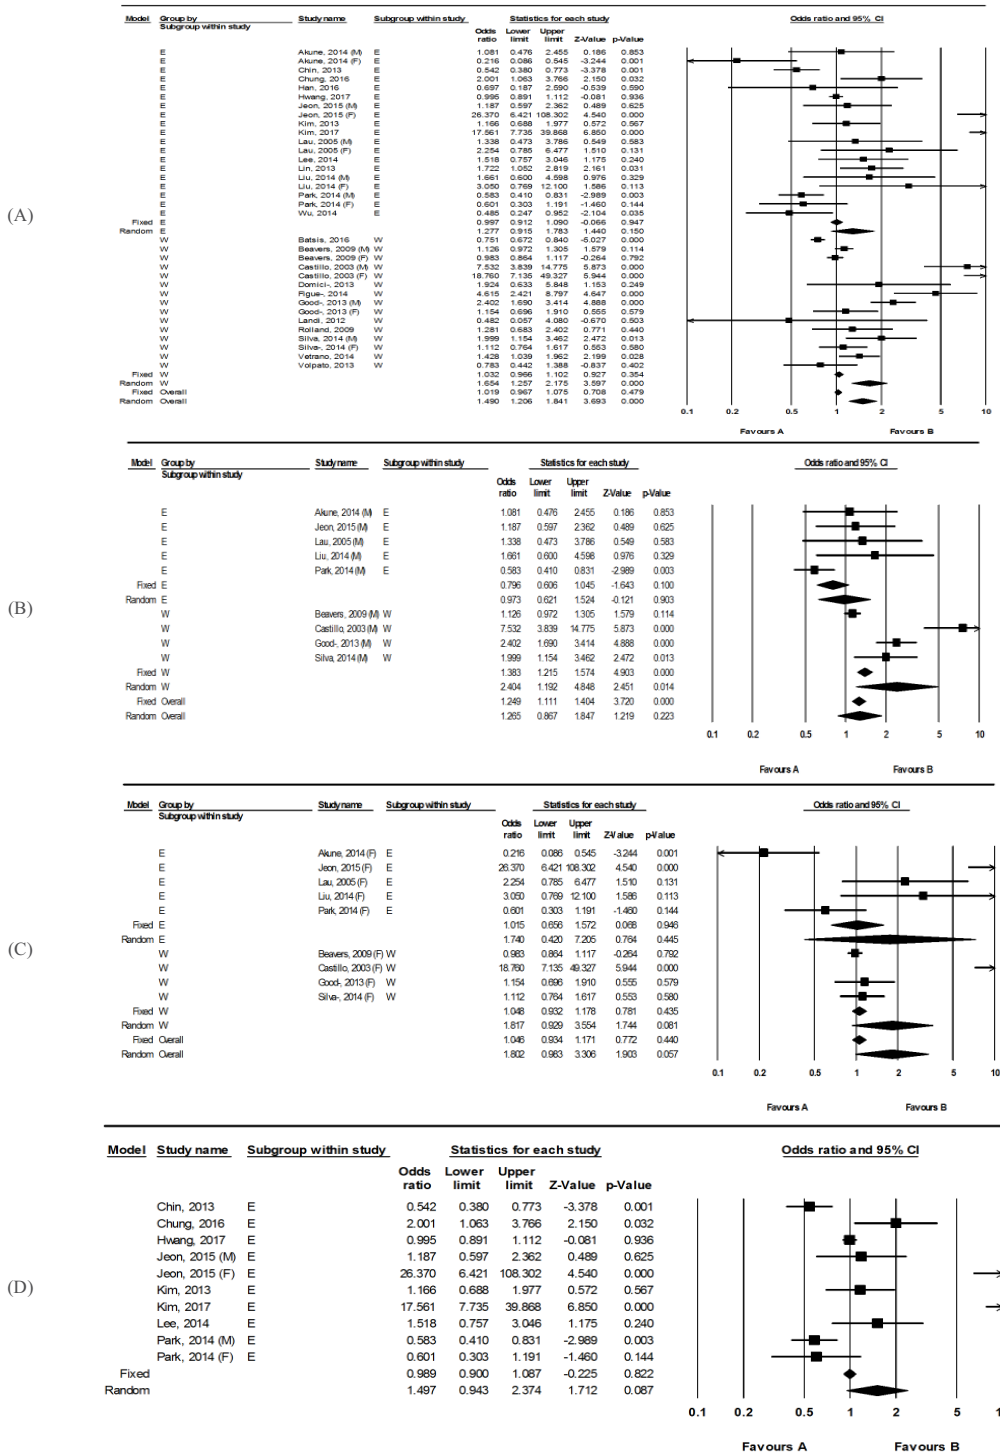 Model Group by Study name Subgroup within study Statistics for each study Odds ratio and 95% CI
Subgroup within study
Odds ratio Lower limit Upper limit Z-Value p-Value
E Akune, 2014 (M) E 1.081 0.476 2.455 0.186 0.853
E Akune, 2014 (F) E 0.216 0.086 0.545 -3.244 0.001
E Chin, 2013 E 0.542 0.380 0.773 -3.378 0.001
E Chung, 2016 E 2.001 1.063 3.766 2.150 0.032
E Han, 2016 E 0.697 0.187 2.590 -0.539 0.590
E Hwang, 2017 E 0.995 0.891 1.112 -0.081 0.936
E Jeon, 2015 (M) E 1.187 0.597 2.362 0.489 0.625
E Jeon, 2015 (F) E 26.370 6.421 108.302 4.540 0.000
E Kim, 2013 E 1.166 0.688 1.977 0.572 0.567
E Kim, 2017 E 17.561 7.735 39.868 6.850 0.000
E Lau, 2005 (M) E 1.338 0.473 3.786 0.549 0.583
E Lau, 2005 (F) E 2.254 0.785 6.477 1.510 0.131
E Lee, 2014 E 1.518 0.757 3.046 1.175 0.240
E Lin, 2013 E 1.722 1.052 2.819 2.161 0.031
E Liu, 2014 (M) E 1.661 0.600 4.598 0.976 0.329
E Liu, 2014 (F) E 3.050 0.769 12.100 1.586 0.113
E Park, 2014 (M) E 0.583 0.410 0.831 -2.989 0.003
E Park, 2014 (F) E 0.601 0.303 1.191 -1.460 0.144
E Wu, 2014 E 0.485 0.247 0.952 -2.104 0.035
Fixed E 0.997 0.912 1.090 -0.066 0.947
Random E 1.277 0.915 1.783 1.440 0.150
W Batsis, 2016 W 0.751 0.672 0.840 -5.027 0.000
W Beavers, 2009 (M) W 1.126 0.972 1.305 1.579 0.114
W Beavers, 2009 (F) W 0.983 0.864 1.117 -0.264 0.792
W Castillo, 2003 (M) W 7.532 3.839 14.775 5.873 0.000
W Castillo, 2003 (F) W 18.760 7.135 49.327 5.944 0.000
W Domici-, 2013 W 1.924 0.633 5.848 1.153 0.249
W Figue-, 2014 W 4.615 2.421 8.797 4.647 0.000
W Good-, 2013 (M) W 2.402 1.690 3.414 4.888 0.000
W Good-, 2013 (F) W 1.154 0.696 1.910 0.555 0.579
W Landi, 2012 W 0.482 0.057 4.080 -0.670 0.503
W Rolland, 2009 W 1.281 0.683 2.402 0.771 0.440
W Silva, 2014 (M) W 1.999 1.154 3.462 2.472 0.013
W Silva-, 2014 (F) W 1.112 0.764 1.617 0.553 0.580
W Vetrano, 2014 W 1.428 1.039 1.962 2.199 0.028
W Volpato, 2013 W 0.783 0.442 1.388 -0.837 0.402
Fixed W 1.032 0.966 1.102 0.927 0.354
Random W 1.654 1.257 2.175 3.597 0.000
Fixed Overall 1.019 0.967 1.075 0.708 0.479
Random Overall 1.490 1.206 1.841 3.693 0.000
0.1 0.2 0.5 1 2 5 10
Favours A Favours B
(A)
Model Group by Study name Subgroup within study Statistics for each study Odds ratio and 95% CI
Subgroup within study
Odds ratio Lower limit Upper limit Z-Value p-Value
E Akune, 2014 (M) E 1.081 0.476 2.455 0.186 0.853
E Jeon, 2015 (M) E 1.187 0.597 2.362 0.489 0.625
E Lau, 2005 (M) E 1.338 0.473 3.786 0.549 0.583
E Liu, 2014 (M) E 1.661 0.600 4.598 0.976 0.329
E Park, 2014 (M) E 0.583 0.410 0.831 -2.989 0.003
Fixed E 0.796 0.606 1.045 -1.643 0.100
Random E 0.973 0.621 1.524 -0.121 0.903
W Beavers, 2009 (M) W 1.126 0.972 1.305 1.579 0.114
W Castillo, 2003 (M) W 7.532 3.839 14.775 5.873 0.000
W Good-, 2013 (M) W 2.402 1.690 3.414 4.888 0.000
W Silva, 2014 (M) W 1.999 1.154 3.462 2.472 0.013
Fixed W 1.383 1.215 1.574 4.903 0.000
Random W 2.404 1.192 4.848 2.451 0.014
Fixed Overall 1.249 1.111 1.404 3.720 0.000
Random Overall 1.265 0.867 1.847 1.219 0.223
0.1 0.2 0.5 1 2 5 10
Favours A Favours B
(B)
Model Group by Study name Subgroup within study Statistics for each study Odds ratio and 95% CI
Subgroup within study
Odds ratio Lower limit Upper limit Z-Value p-Value
E Akune, 2014 (F) E 0.216 0.086 0.545 -3.244 0.001
E Jeon, 2015 (F) E 26.370 6.421 108.302 4.540 0.000
E Lau, 2005 (F) E 2.254 0.785 6.477 1.510 0.131
E Liu, 2014 (F) E 3.050 0.769 12.100 1.586 0.113
E Park, 2014 (F) E 0.601 0.303 1.191 -1.460 0.144
Fixed E 1.015 0.656 1.572 0.068 0.946
Random E 1.740 0.420 7.205 0.764 0.445
W Beavers, 2009 (F) W 0.983 0.864 1.117 -0.264 0.792
W Castillo, 2003 (F) W 18.760 7.135 49.327 5.944 0.000
W Good-, 2013 (F) W 1.154 0.696 1.910 0.555 0.579
W Silva-, 2014 (F) W 1.112 0.764 1.617 0.553 0.580
Fixed W 1.048 0.932 1.178 0.781 0.435
Random W 1.817 0.929 3.554 1.744 0.081
Fixed Overall 1.046 0.934 1.171 0.772 0.440
Random Overall 1.802 0.983 3.306 1.903 0.057
0.1 0.2 0.5 1 2 5 10
Favours A Favours B
(C)
Model Study name Subgroup within study Statistics for each study Odds ratio and 95% CI
Odds ratio Lower limit Upper limit Z-Value p-Value
Chin, 2013 E 0.542 0.380 0.773 -3.378 0.001
Chung, 2016 E 2.001 1.063 3.766 2.150 0.032
Hwang, 2017 E 0.995 0.891 1.112 -0.081 0.936
Jeon, 2015 (M) E 1.187 0.597 2.362 0.489 0.625
Jeon, 2015 (F) E 26.370 6.421 108.302 4.540 0.000
Kim, 2013 E 1.166 0.688 1.977 0.572 0.567
Kim, 2017 E 17.561 7.735 39.868 6.850 0.000
Lee, 2014 E 1.518 0.757 3.046 1.175 0.240
Park, 2014 (M) E 0.583 0.410 0.831 -2.989 0.003
Park, 2014 (F) E 0.601 0.303 1.191 -1.460 0.144
Fixed 0.989 0.900 1.087 -0.225 0.822
Random 1.497 0.943 2.374 1.712 0.087
0.1 0.2 0.5 1 2 5 1
Favours A Favours B
(D)